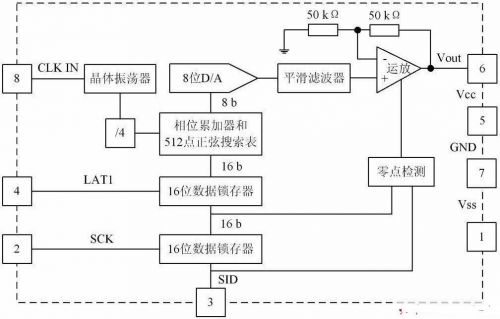 50 kΩ
50 kΩ
8
CLK IN
晶体振荡器
8位D/A
平滑滤波器
-
+
运放
Vout
6
Vcc
8 b
/4
相位累加器和
512点正弦搜索表
5
GND
16 b
4
LAT1
16位数据锁存器
零点检测
7
Vss
16 b
2
SCK
16位数据锁存器
1
SID
3